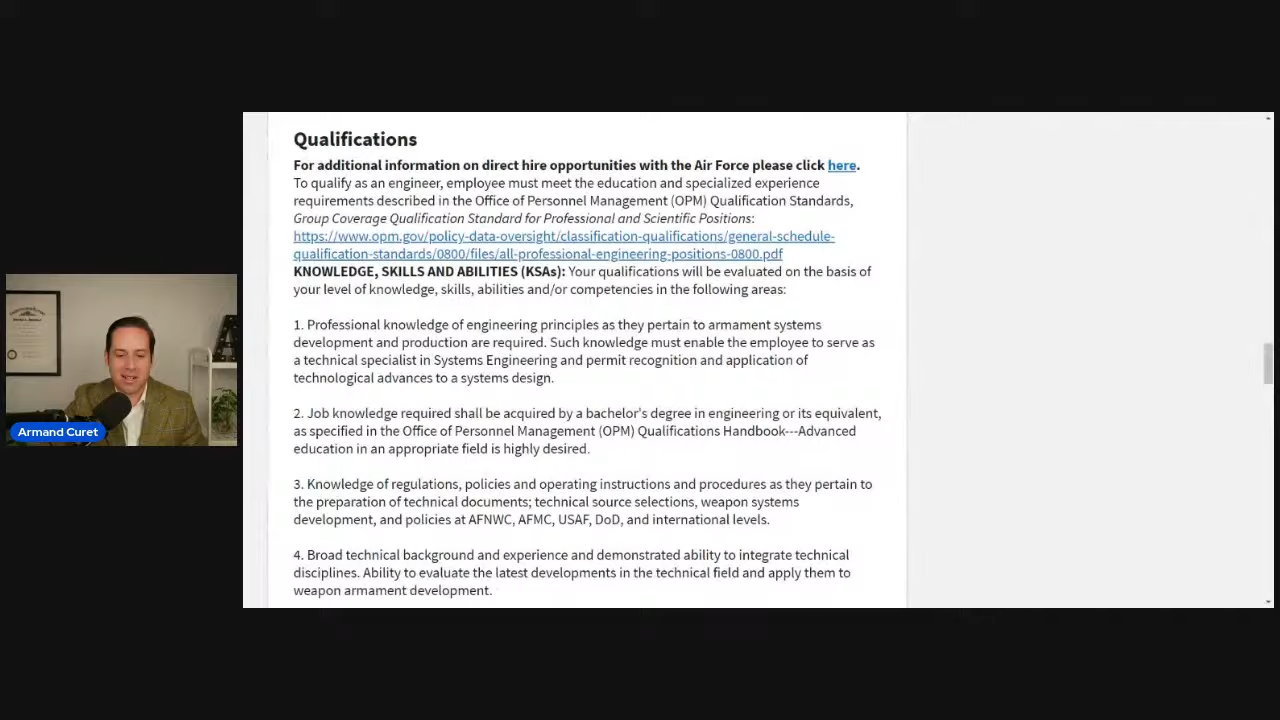 Qualifications
For additional information on direct hire opportunities with the Air Force please click here.
To qualify as an engineer, employee must meet the education and specialized experience
requirements described in the Office of Personnel Management (OPM) Qualification Standards,
Group Coverage Qualification Standard for Professional and Scientific Positions:
https://www.opm.gov/policy-data-oversight/classification-qualifications/general-schedule-
qualification-standards/0800/files/all-professional-engineering-positions-0800.pdf
KNOWLEDGE, SKILLS AND ABILITIES (KSAs): Your qualifications will be evaluated on the basis of
your level of knowledge, skills, abilities and/or competencies in the following areas:
1. Professional knowledge of engineering principles as they pertain to armament systems
development and production are required. Such knowledge must enable the employee to serve as
a technical specialist in Systems Engineering and permit recognition and application of
technological advances to a systems design.
2. Job knowledge required shall be acquired by a bachelor's degree in engineering or its equivalent,
as specified in the Office of Personnel Management (OPM) Qualifications Handbook---Advanced
education in an appropriate field is highly desired.
3. Knowledge of regulations, policies and operating instructions and procedures as they pertain to
the preparation of technical documents; technical source selections, weapon systems
development, and policies at AFNWC, AFMC, USAF, DoD, and international levels.
4. Broad technical background and experience and demonstrated ability to integrate technical
disciplines. Ability to evaluate the latest developments in the technical field and apply them to
weapon armament development.
Armand Curet